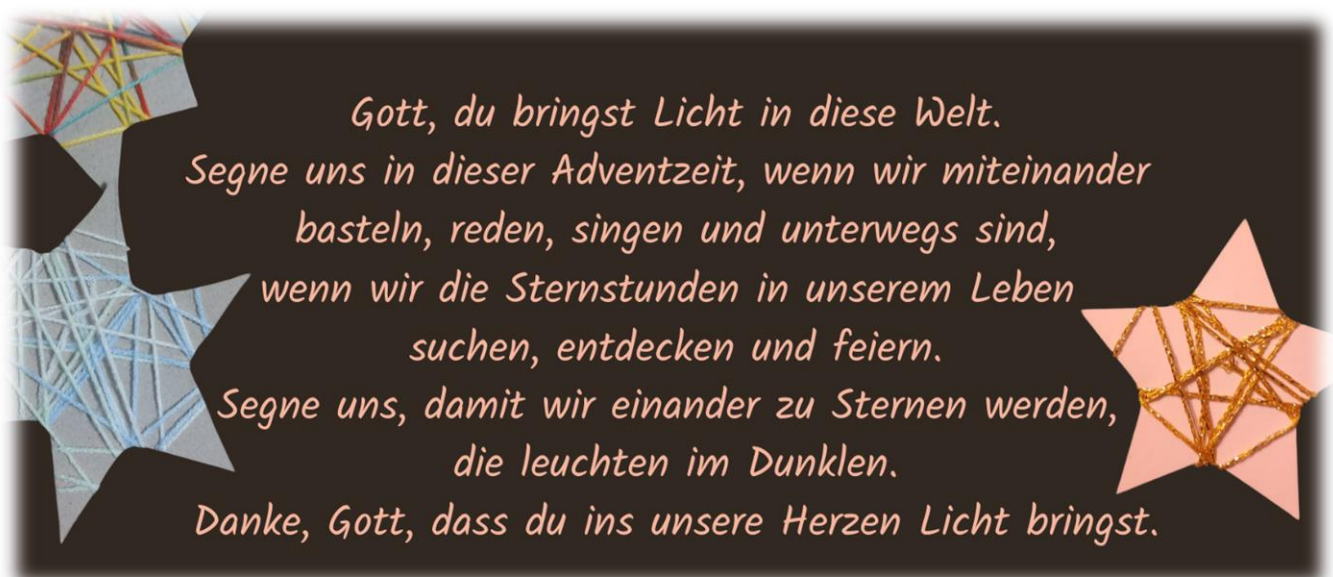 Gott, du bringst Licht in diese Welt.
Segne uns in dieser Adventzeit, wenn wir miteinander
basteln, reden, singen und unterwegs sind,
wenn wir die Sternstunden in unserem Leben
suchen, entdecken und feiern.
Segne uns, damit wir einander zu Sternen werden,
die leuchten im Dunklen.
Danke, Gott, dass du ins unsere Herzen Licht bringst.